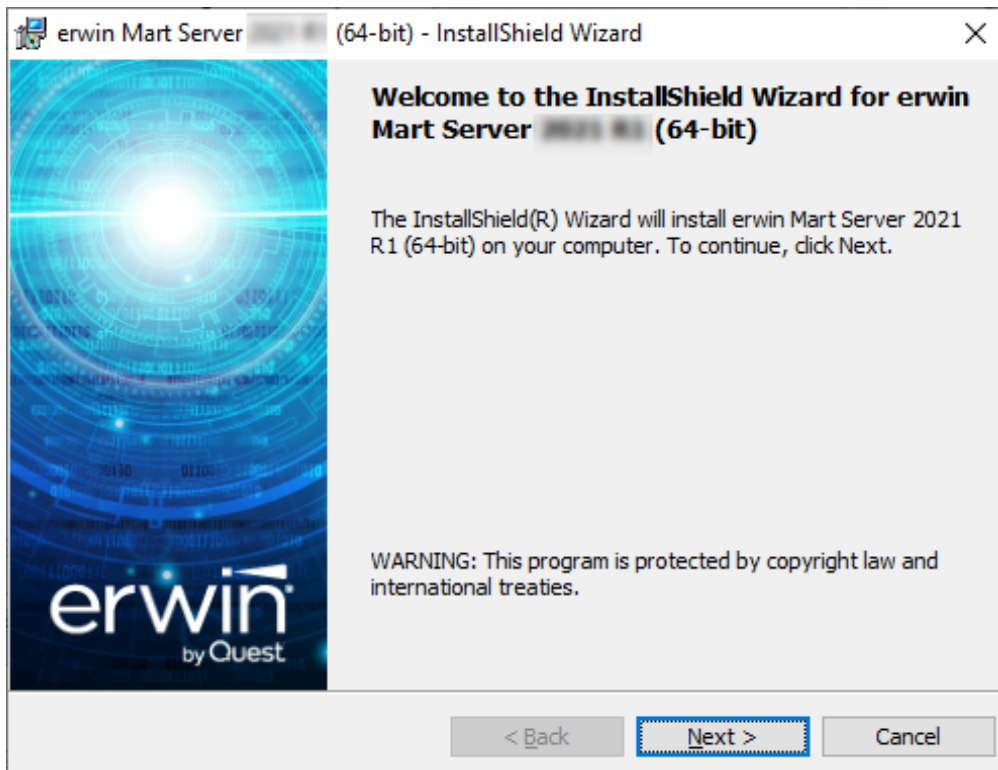 erwin Mart Server (64-bit) - InstallShield Wizard
Welcome to the InstallShield Wizard for erwin
Mart Server (64-bit)
The InstallShield(R) Wizard will install erwin Mart Server 2021
R1 (64-bit) on your computer. To continue, click Next.
WARNING: This program is protected by copyright law and
international treaties.
erwin
by Quest
< Back
Next >
Cancel